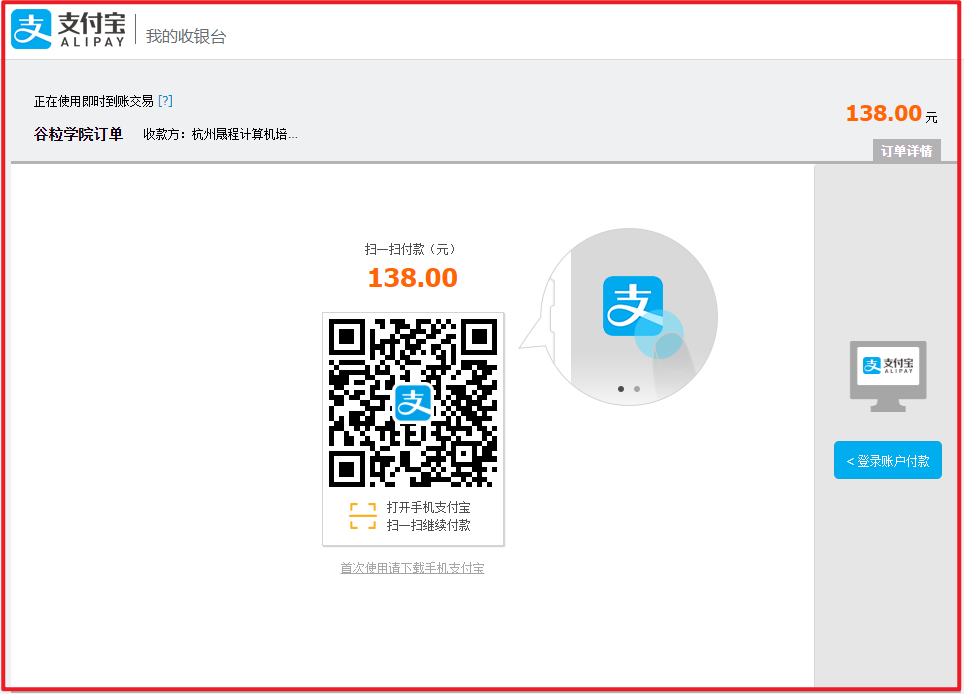 支付宝
ALIPAY
我的收银台
正在使用即时到账交易 [?]
谷粒学院订单 收款方：杭州晟程计算机培...
138.00 元
订单详情
扫一扫付款（元）
138.00
支
支
打开手机支付宝
扫一扫继续付款
首次使用请下载手机支付宝
支付宝
ALIPAY
< 登录账户付款